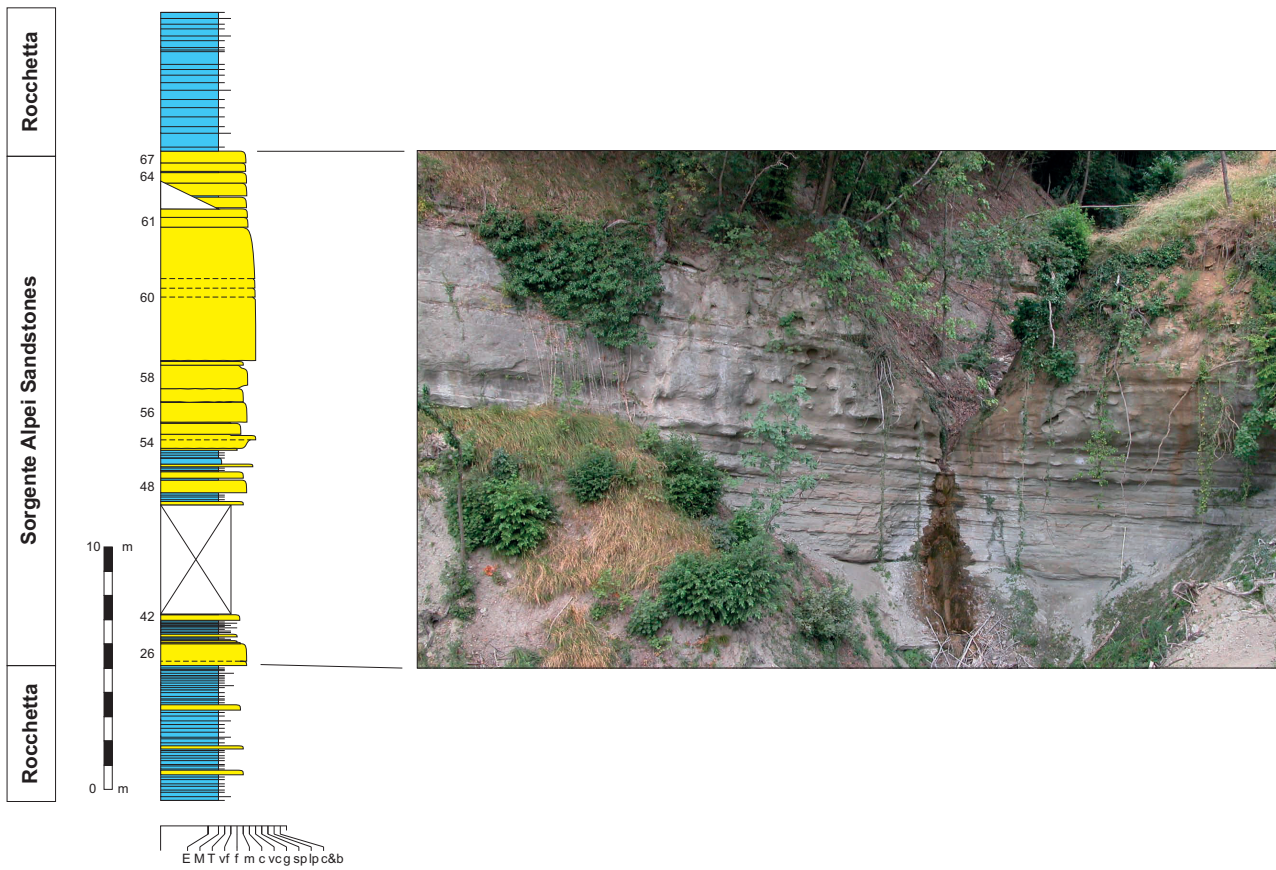 Rocchetta
Sorgente Alpei Sandstones
Rocchetta
67
64
61
60
58
56
54
48
42
26
10 m
0 m
E M T vf f m c vc g sp lp c&b